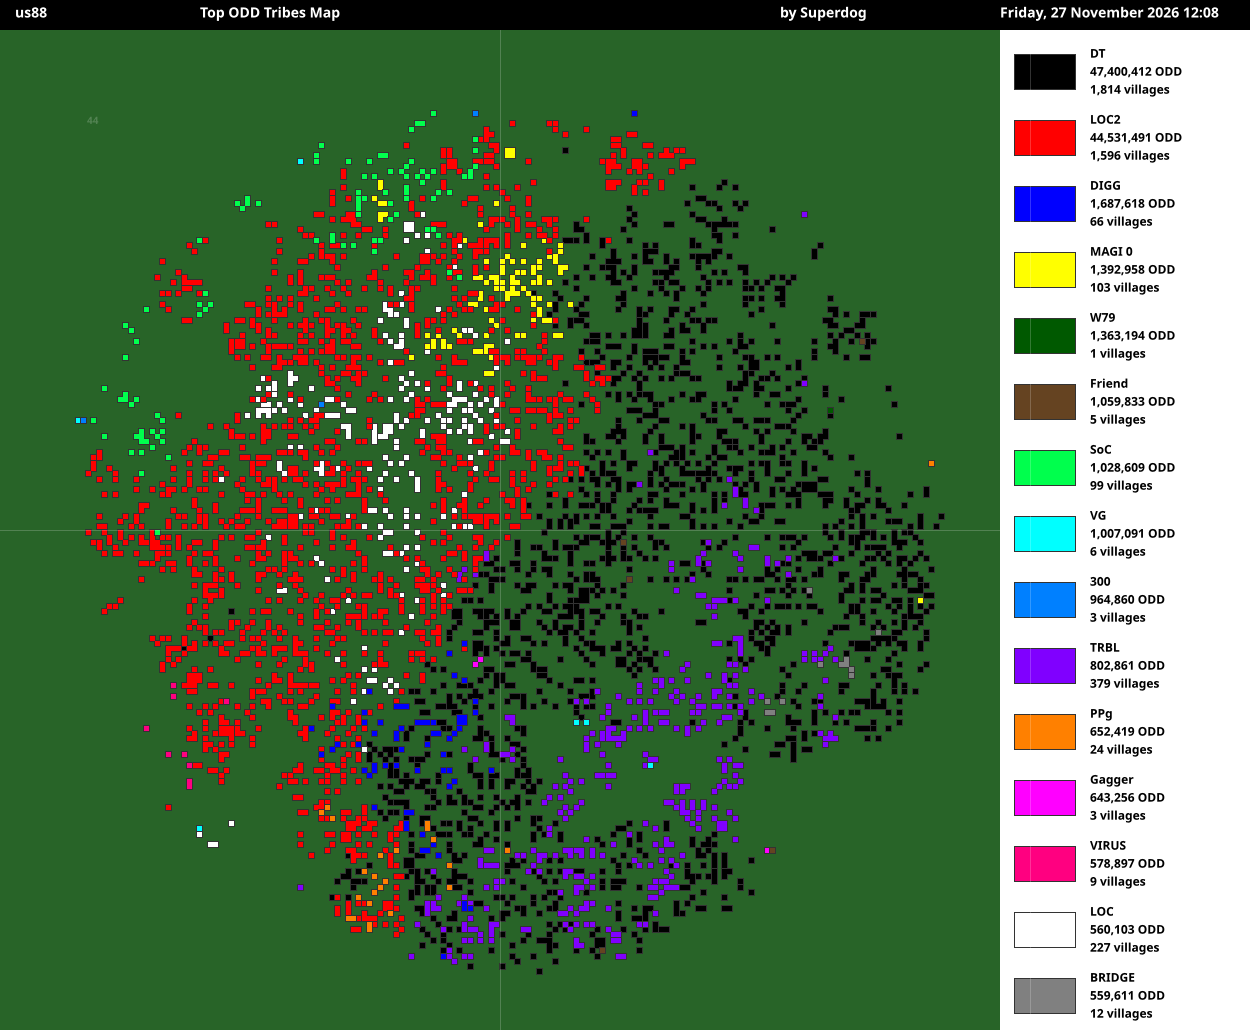 us88 Top ODD Tribes Map by Superdog Friday, 27 November 2026 12:08
44
DT
47,400,412 ODD
1,814 villages
LOC2
44,531,491 ODD
1,596 villages
DIGG
1,687,618 ODD
66 villages
MAGI 0
1,392,958 ODD
103 villages
W79
1,363,194 ODD
1 villages
Friend
1,059,833 ODD
5 villages
SoC
1,028,609 ODD
99 villages
VG
1,007,091 ODD
6 villages
300
964,860 ODD
3 villages
TRBL
802,861 ODD
379 villages
PPg
652,419 ODD
24 villages
Gagger
643,256 ODD
3 villages
VIRUS
578,897 ODD
9 villages
LOC
560,103 ODD
227 villages
BRIDGE
559,611 ODD
12 villages